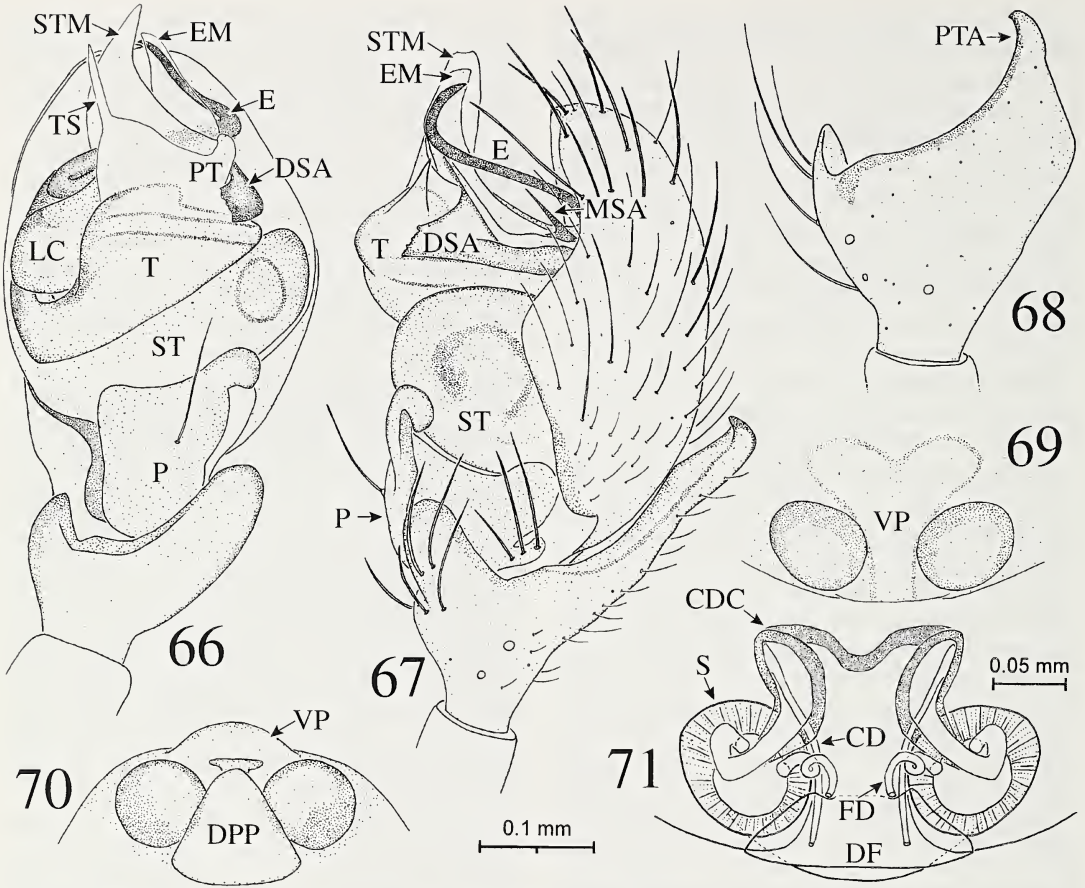 STM
EM
TS
E
PT
DSA
LC
T
ST
P
66
STM
EM
E
MSA
T
DSA
ST
P
67
PTA
68
69
VP
70
VP
DPP
0.1 mm
CDC
S
0.05 mm
CD
71
FD
DF